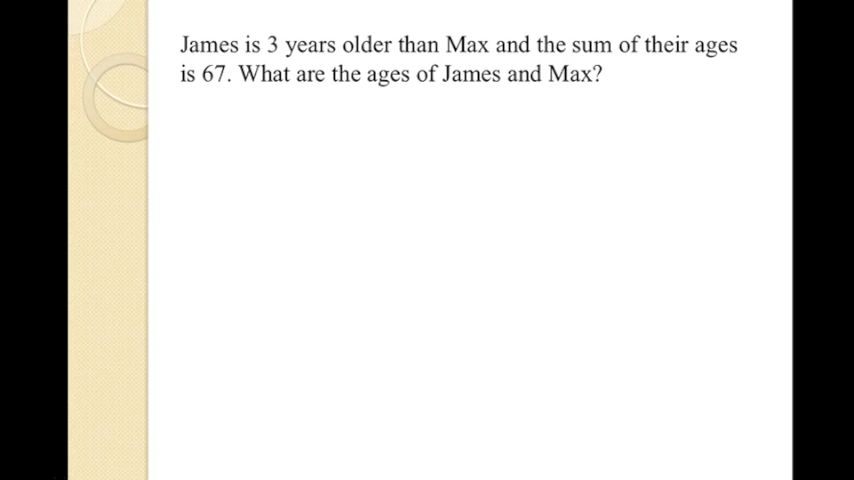 James is 3 years older than Max and the sum of their ages
is 67. What are the ages of James and Max?